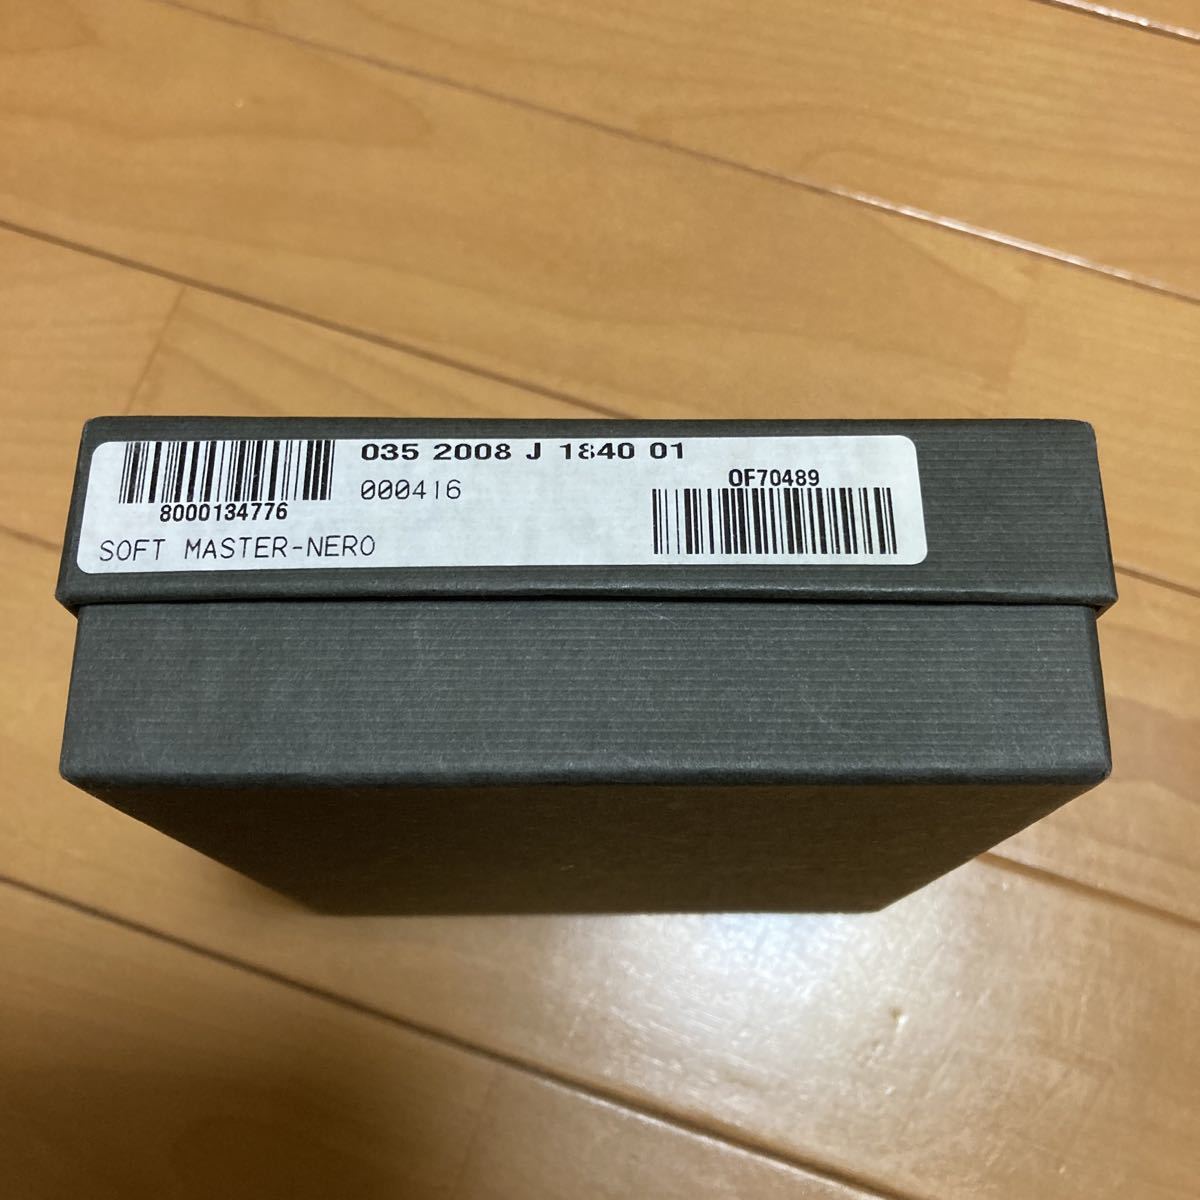 035 2008 J 1840 01
000416
8000134776
OF70489
SOFT MASTER-NERO